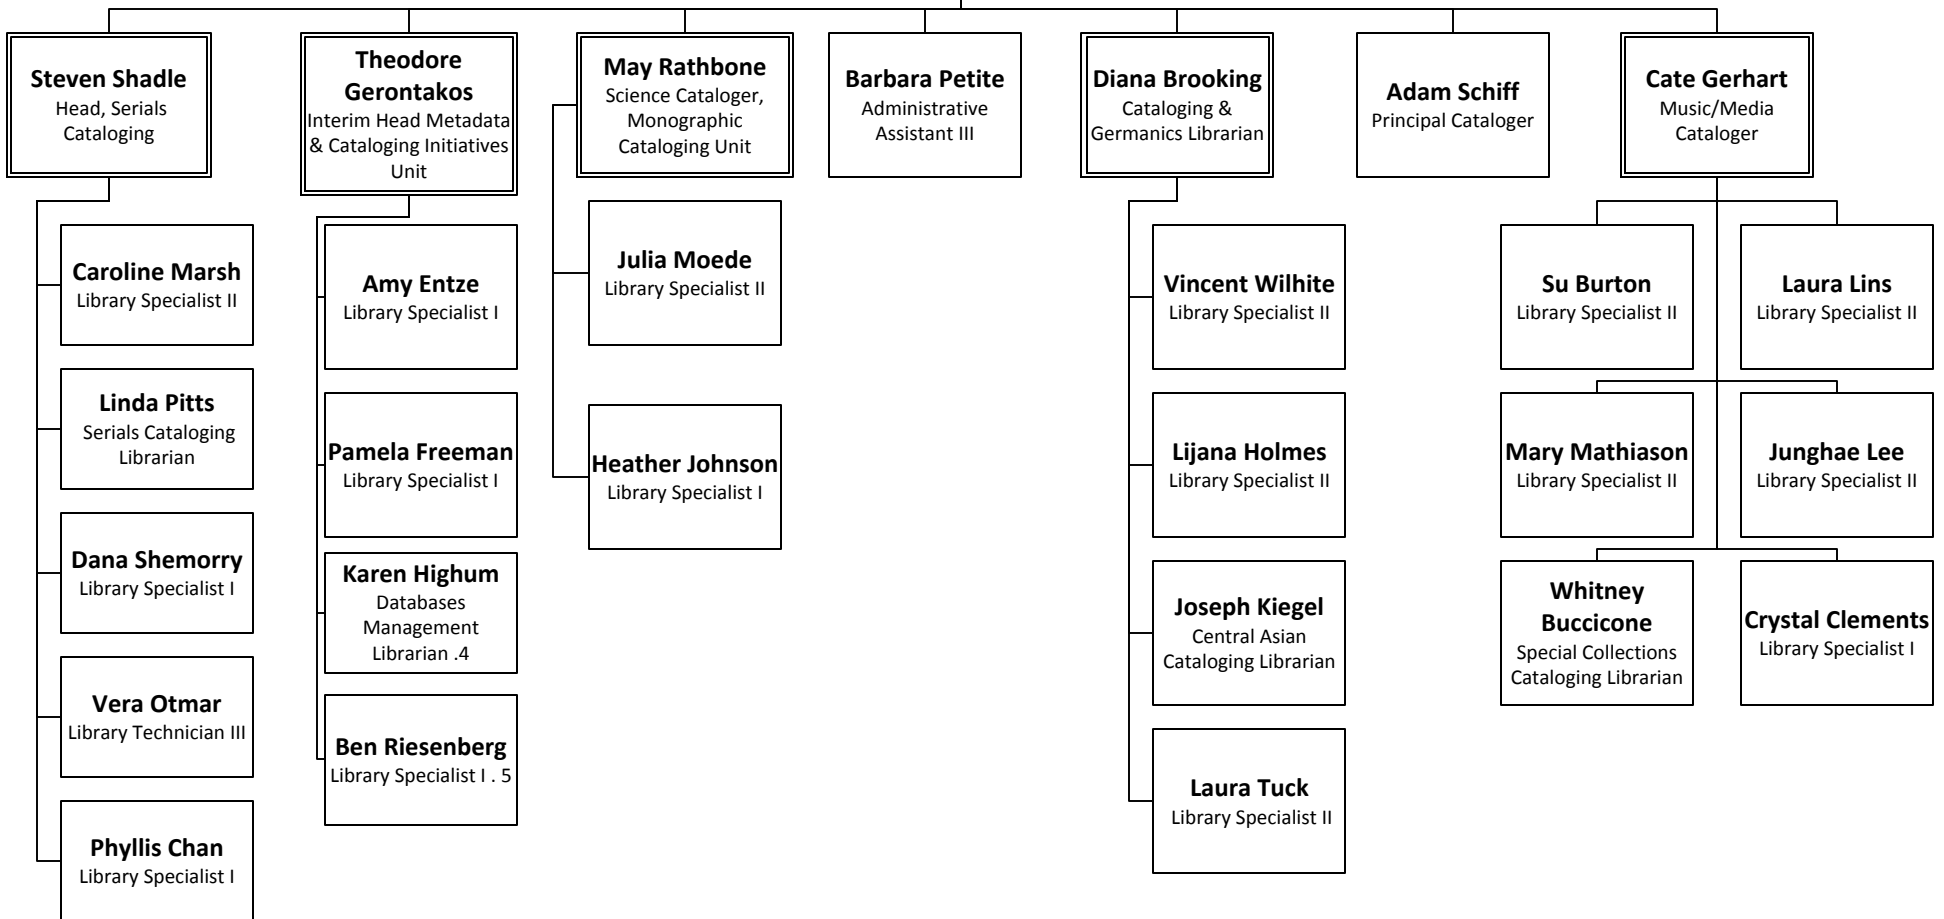 Steven Shadle
Head, Serials
Cataloging
Caroline Marsh
Library Specialist II
Linda Pitts
Serials Cataloging
Librarian
Dana Shemorry
Library Specialist I
Vera Otmar
Library Technician III
Phyllis Chan
Library Specialist I
Theodore
Gerontakos
Interim Head Metadata
& Cataloging Initiatives
Unit
Amy Entze
Library Specialist I
Pamela Freeman
Library Specialist I
Karen Highum
Databases
Management
Librarian .4
Ben Riesenberg
Library Specialist I . 5
May Rathbone
Science Cataloger,
Monographic
Cataloging Unit
Julia Moede
Library Specialist II
Heather Johnson
Library Specialist I
Barbara Petite
Administrative
Assistant III
Diana Brooking
Cataloging &
Germanics Librarian
Vincent Wilhite
Library Specialist II
Lijana Holmes
Library Specialist II
Joseph Kiegel
Central Asian
Cataloging Librarian
Laura Tuck
Library Specialist II
Adam Schiff
Principal Cataloger
Cate Gerhart
Music/Media
Cataloger
Su Burton
Library Specialist II
Laura Lins
Library Specialist II
Mary Mathiason
Library Specialist II
Junghae Lee
Library Specialist II
Whitney
Buccicone
Special Collections
Cataloging Librarian
Crystal Clements
Library Specialist I